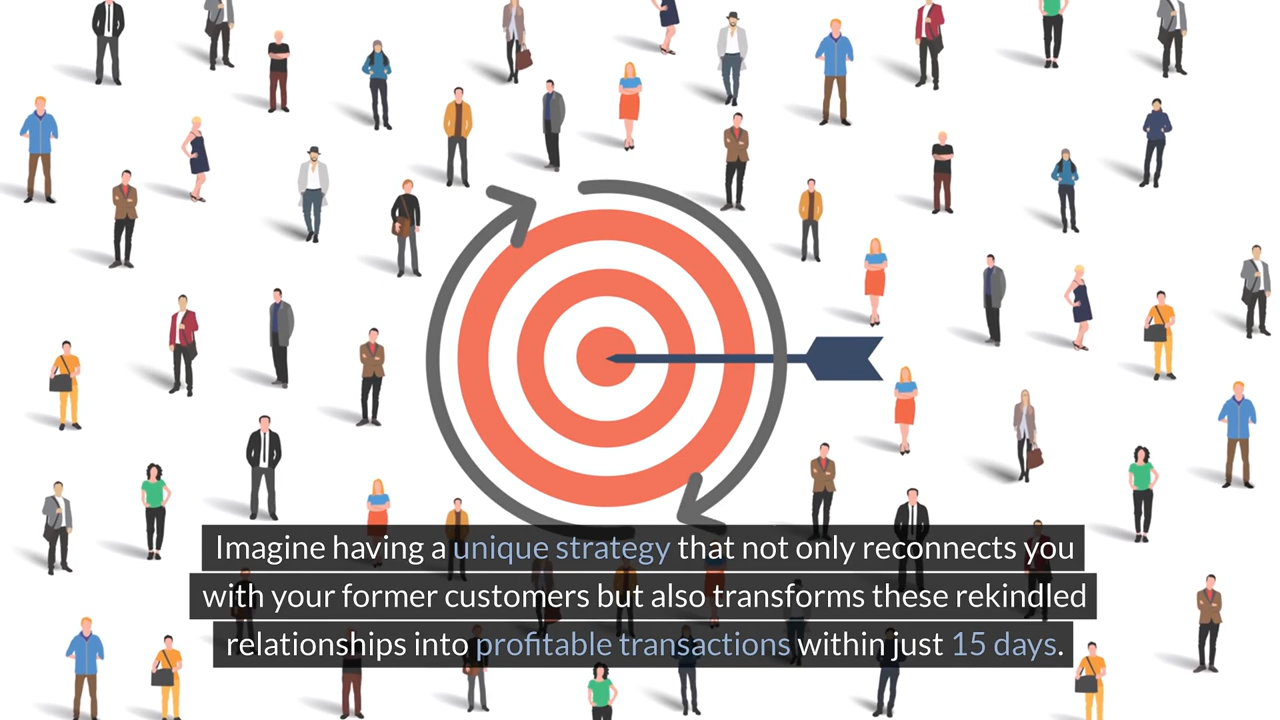 Imagine having a unique strategy that not only reconnects you
with your former customers but also transforms these rekindled
relationships into profitable transactions within just 15 days.